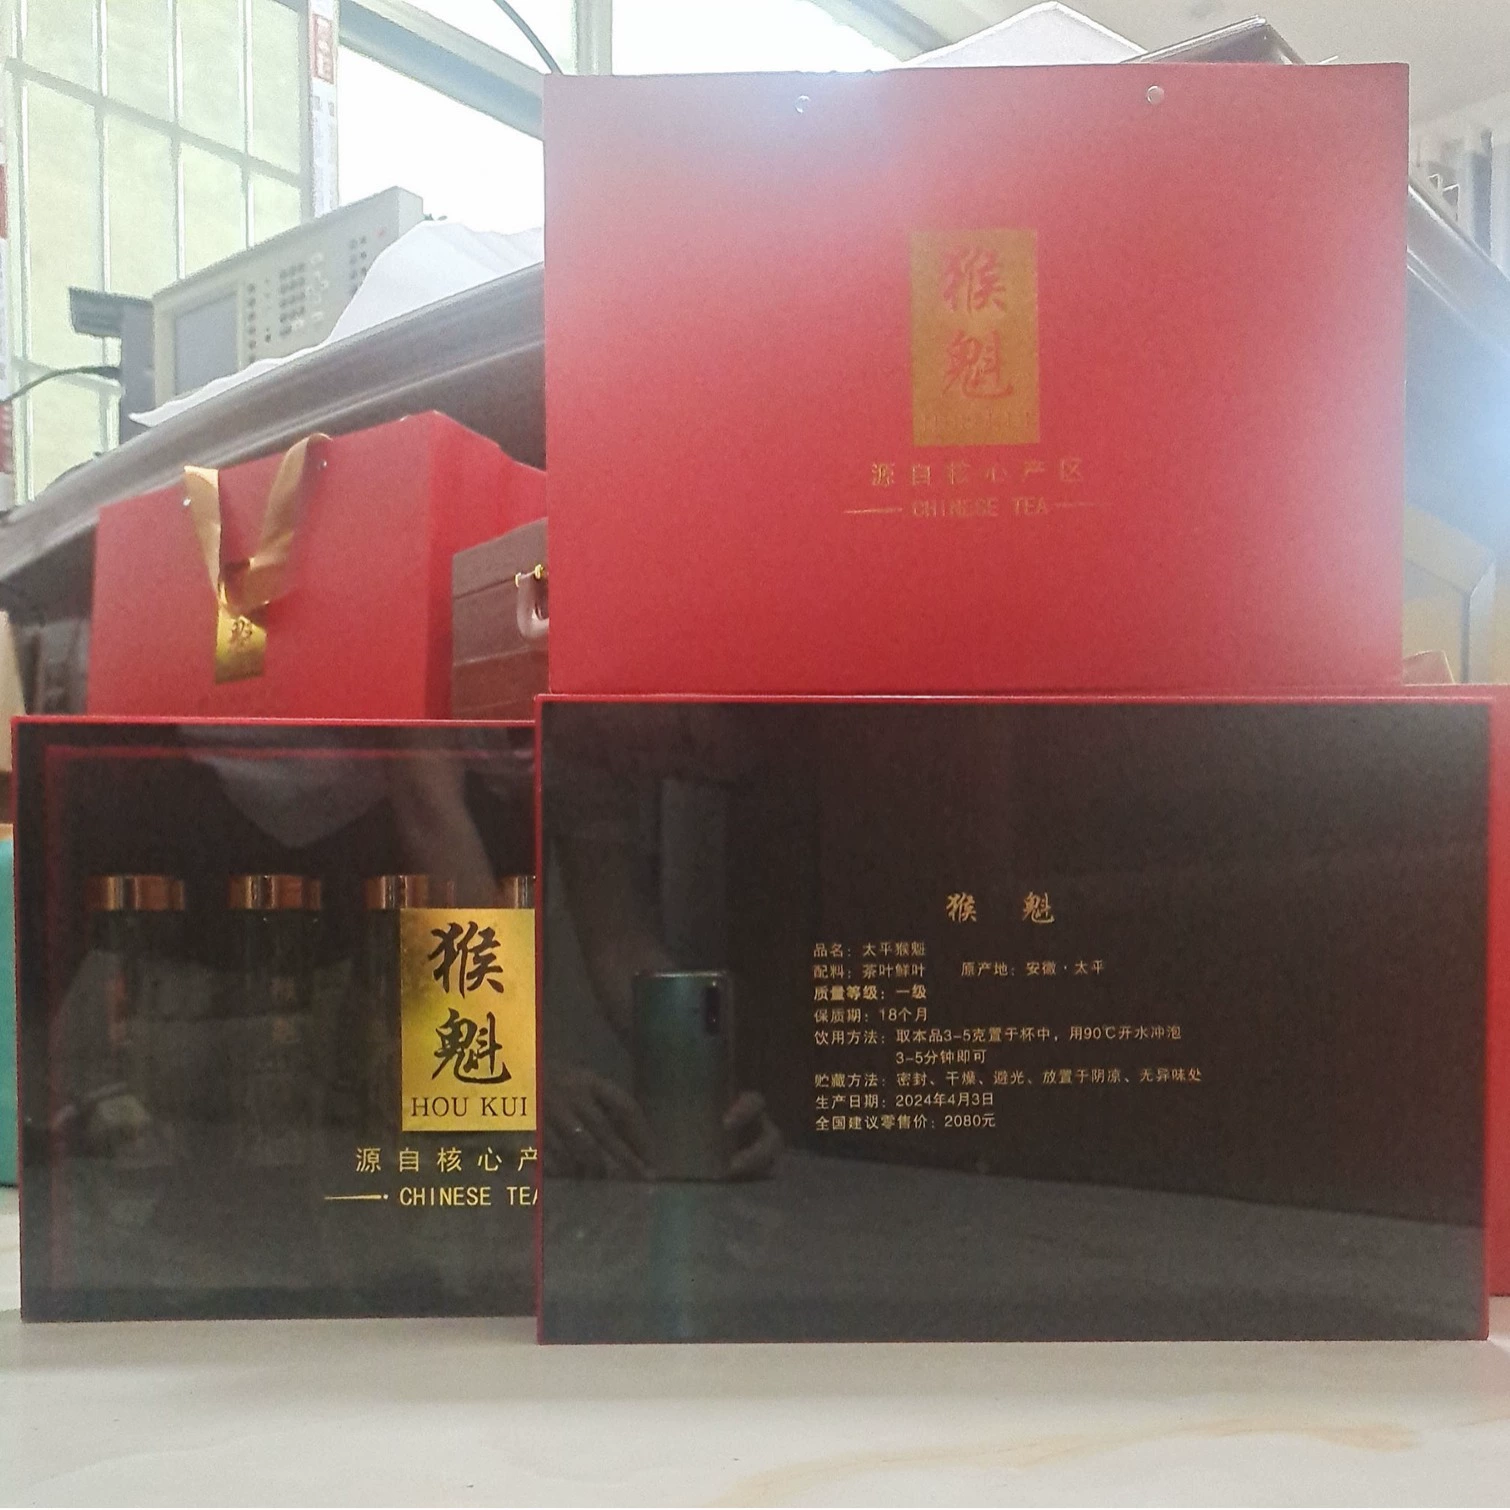 猴
魁
HOU KUI
源自核心产区
CHINESE TEA
魁
猴
魁
HOU KUI
源自核心产
CHINESE TEA
猴 魁
品名：太平猴魁
配料：茶叶鲜叶 原产地：安徽·太平
质量等级：一级
保质期：18个月
饮用方法：取本品3-5克置于杯中，用90℃开水冲泡
3-5分钟即可
贮藏方法：密封、干燥、避光、放置于阴凉、无异味处
生产日期：2024年4月3日
全国建议零售价：2080元